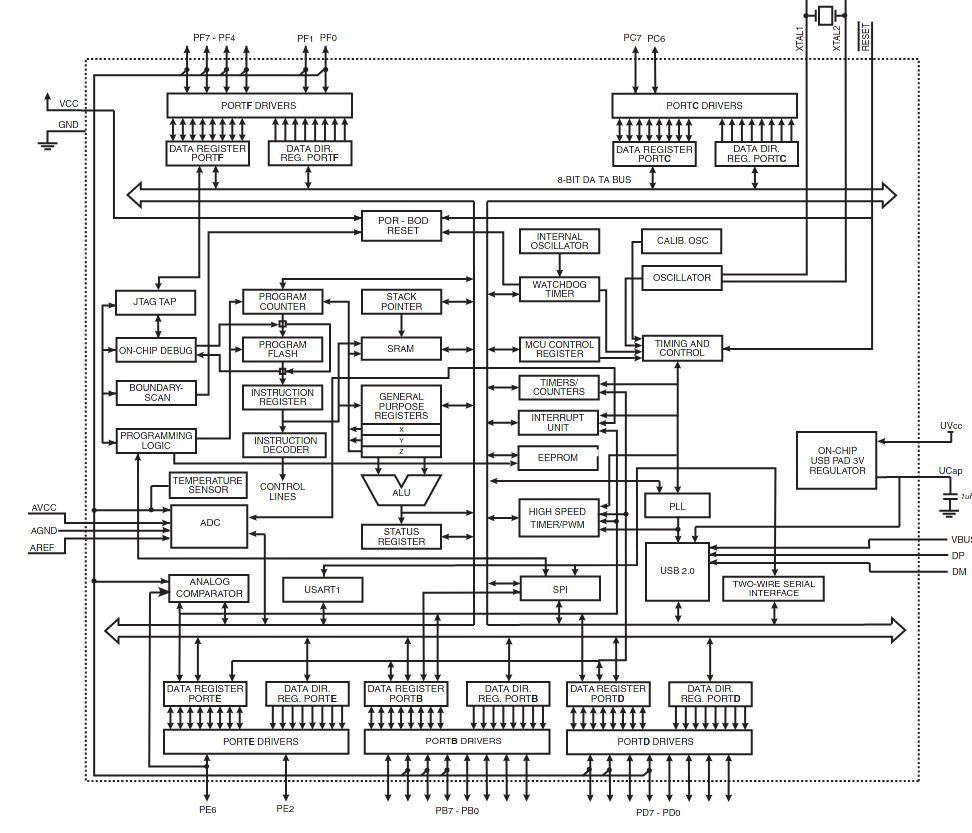 XTAL1
XTAL2
RESET
PF7 - PF4
PF1
PF0
PC7
PC6
VCC
GND
PORTF DRIVERS
PORTC DRIVERS
DATA REGISTER
PORTF
DATA DIR.
REG. PORTF
DATA REGISTER
PORTC
DATA DIR.
REG. PORTC
8-BIT DA TA BUS
POR - BOD
RESET
INTERNAL
OSCILLATOR
CALIB. OSC
OSCILLATOR
WATCHDOG
TIMER
JTAG TAP
PROGRAM
COUNTER
STACK
POINTER
ON-CHIP DEBUG
PROGRAM
FLASH
SRAM
MCU CONTROL
REGISTER
TIMING AND
CONTROL
BOUNDARY-
SCAN
INSTRUCTION
REGISTER
GENERAL
PURPOSE
REGISTERS
X
Y
Z
TIMERS/
COUNTERS
INTERRUPT
UNIT
PROGRAMMING
LOGIC
INSTRUCTION
DECODER
EEPROM
ON-CHIP
USB PAD 3V
REGULATOR
UVcc
UCap
1uF
TEMPERATURE
SENSOR
CONTROL
LINES
ALU
AVCC
AGND
AREF
ADC
STATUS
REGISTER
HIGH SPEED
TIMER/PWM
PLL
VBUS
DP
DM
ANALOG
COMPARATOR
USART1
SPI
USB 2.0
TWO-WIRE SERIAL
INTERFACE
DATA REGISTER
PORTE
DATA DIR.
REG. PORTE
DATA REGISTER
PORTB
DATA DIR.
REG. PORTB
DATA REGISTER
PORTD
DATA DIR.
REG. PORTD
PORTE DRIVERS
PORTB DRIVERS
PORTD DRIVERS
PE6
PE2
PB7 - PB0
PD7 - PD0